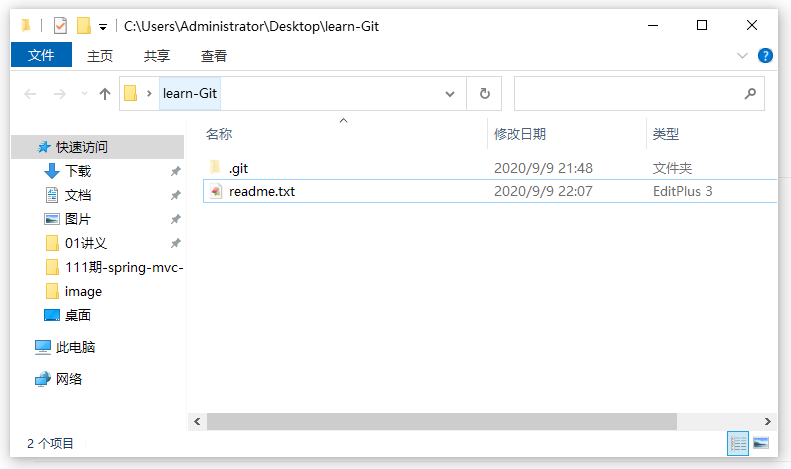 C:\Users\Administrator\Desktop\learn-Git
文件 主页 共享 查看
learn-Git
名称 修改日期 类型
快速访问
下载
文档
图片
01讲义
111期-spring-mvc-
image
桌面
此电脑
网络
.git 2020/9/9 21:48 文件夹
readme.txt 2020/9/9 22:07 EditPlus 3
2 个项目